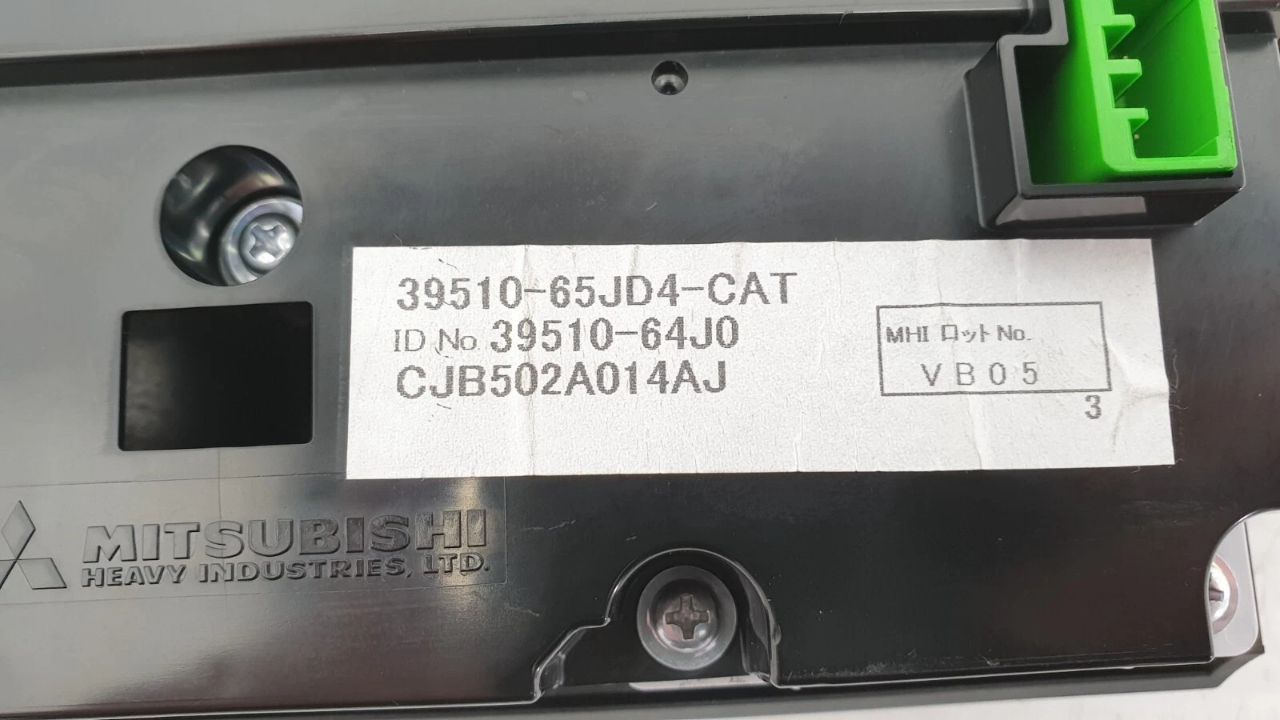 39510-65JD4-CAT
ID No. 39510-64J0
CJB502A014AJ
MHI ロット No.
VB05
3
MITSUBISHI
HEAVY INDUSTRIES, LTD.